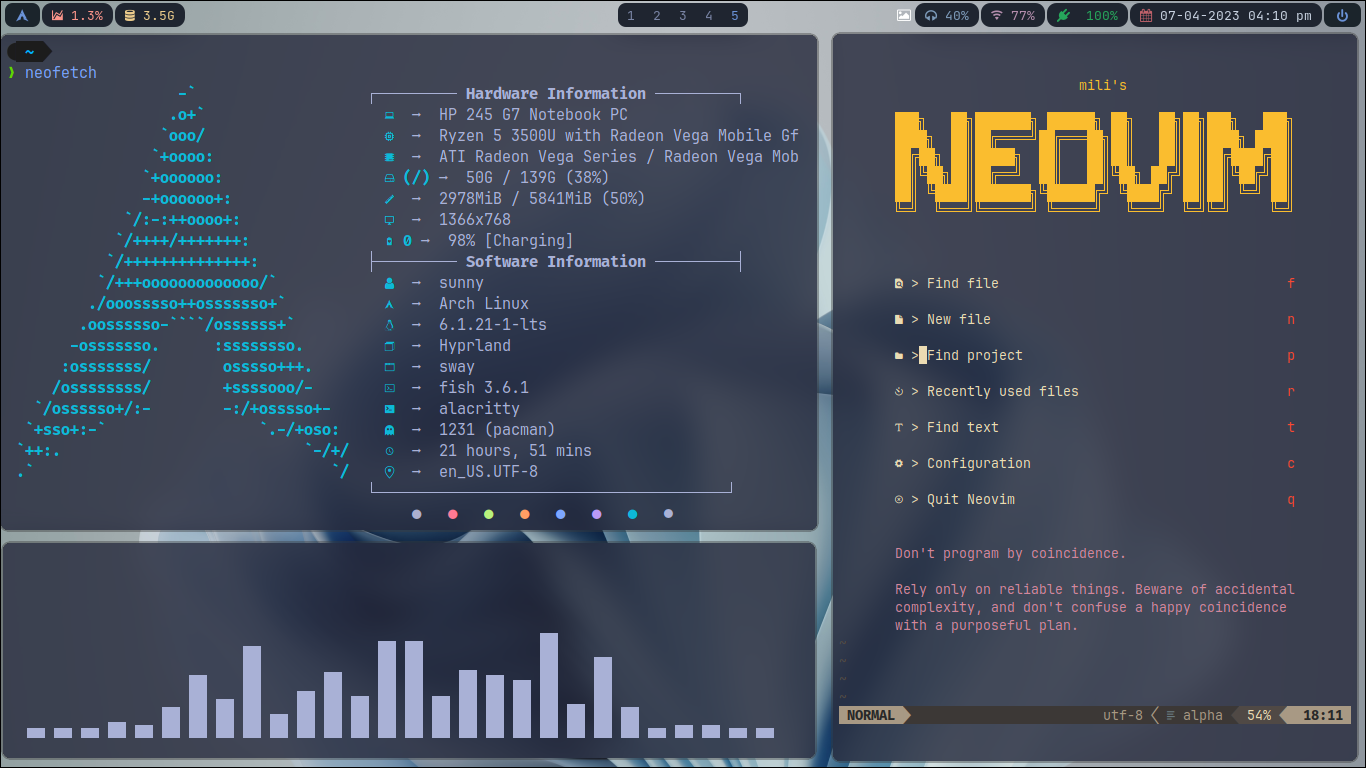 1.3%
3.5G
1 2 3 4 5
40%
77%
100%
07-04-2023 04:10 pm
~
❯ neofetch
-`
.o+`
`ooo/
`+oooo:
`+oooooo:
-+oooooo+:
`/:-:++oooo+:
`/++++/+++++++:
`/++++++++++++++:
`/+++ooooooooooooo/`
./ooosssso++osssssso+`
.oossssso-````/ossssss+`
-osssssso.      :ssssssso.
:osssssss/        osssso+++.
/ossssssss/        +ssssooo/-
`/ossssso+/:-        -:/+osssso+-
`+sso+:-`                 `.-/+oso:
`++:.                           `-/+/
.`                                 `/
Hardware Information
→ HP 245 G7 Notebook PC
→ Ryzen 5 3500U with Radeon Vega Mobile Gf
→ ATI Radeon Vega Series / Radeon Vega Mob
(/) → 50G / 139G (38%)
→ 2978MiB / 5841MiB (50%)
→ 1366x768
0 → 98% [Charging]
Software Information
→ sunny
→ Arch Linux
→ 6.1.21-1-lts
→ Hyprland
→ sway
→ fish 3.6.1
→ alacritty
→ 1231 (pacman)
→ 21 hours, 51 mins
→ en_US.UTF-8
mili's
NEOVIM
> Find file f
> New file n
> Find project p
> Recently used files r
> Find text t
> Configuration c
> Quit Neovim q
Don't program by coincidence.
Rely only on reliable things. Beware of accidental
complexity, and don't confuse a happy coincidence
with a purposeful plan.
~
~
~
~
NORMAL utf-8 alpha 54% 18:11